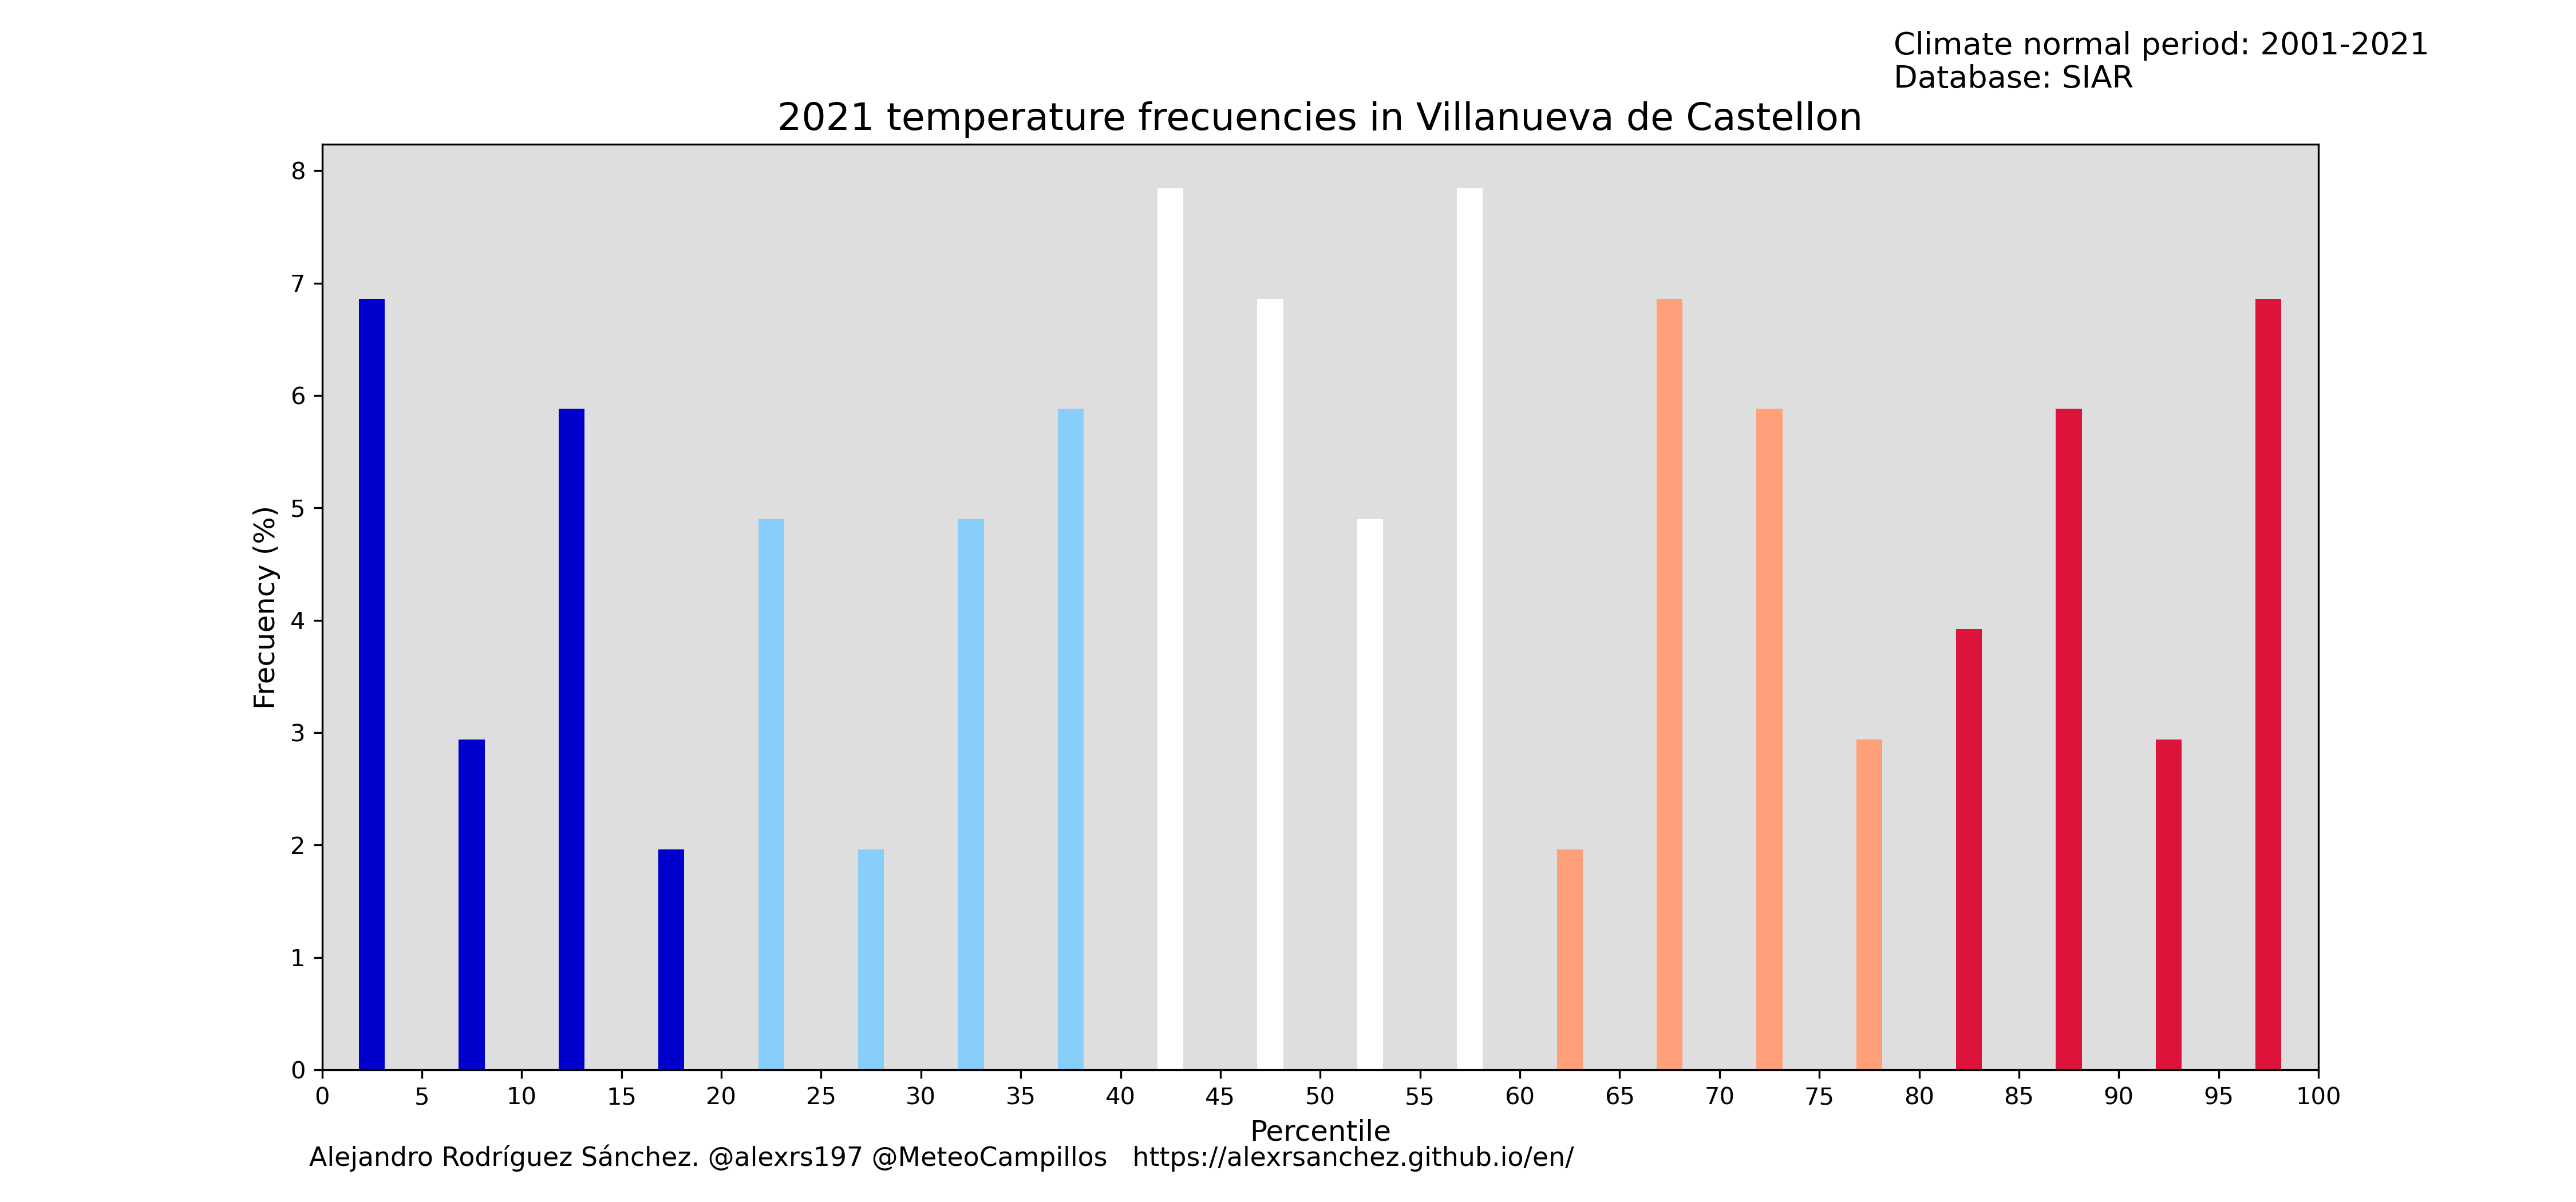 Climate normal period: 2001-2021
Database: SIAR
2021 temperature frecuencies in Villanueva de Castellon
8
7
6
5
4
3
2
1
0
Frecuency (%)
0 5 10 15 20 25 30 35 40 45 50 55 60 65 70 75 80 85 90 95 100
Percentile
Alejandro Rodríguez Sánchez. @alexrs197 @MeteoCampillos https://alexrsanchez.github.io/en/